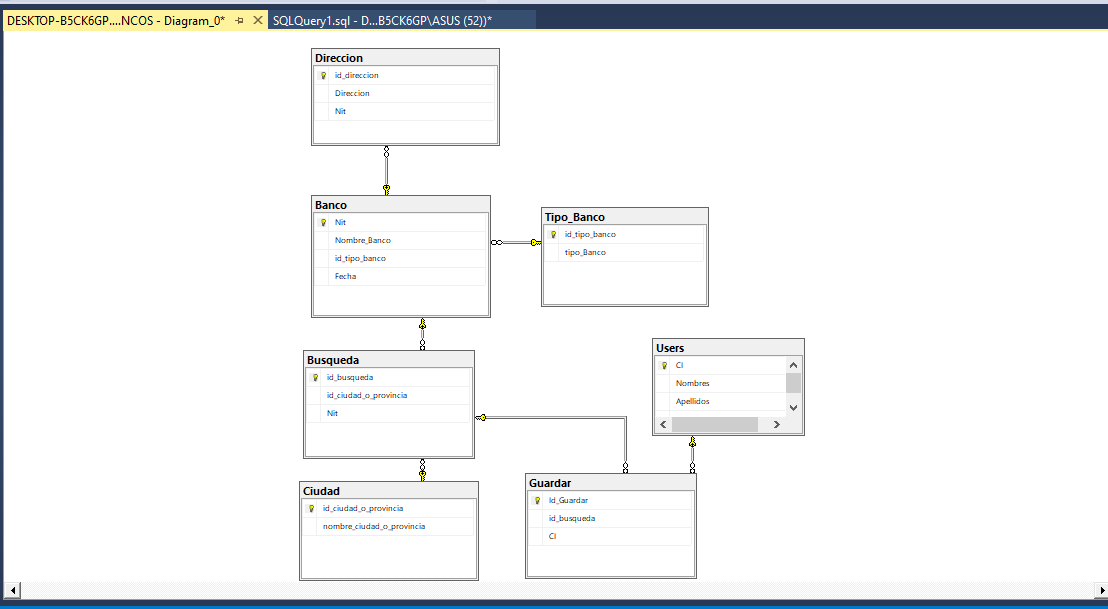 DESKTOP-B5CK6GP....NCOS - Diagram_0*
SQLQuery1.sql - D...B5CK6GP\ASUS (52))*
Direccion
id_direccion
Direccion
Nit
Banco
Nit
Nombre_Banco
id_tipo_banco
Fecha
Tipo_Banco
id_tipo_banco
tipo_Banco
Busqueda
id_busqueda
id_ciudad_o_provincia
Nit
Users
CI
Nombres
Apellidos
Ciudad
id_ciudad_o_provincia
nombre_ciudad_o_provincia
Guardar
Id_Guardar
id_busqueda
CI